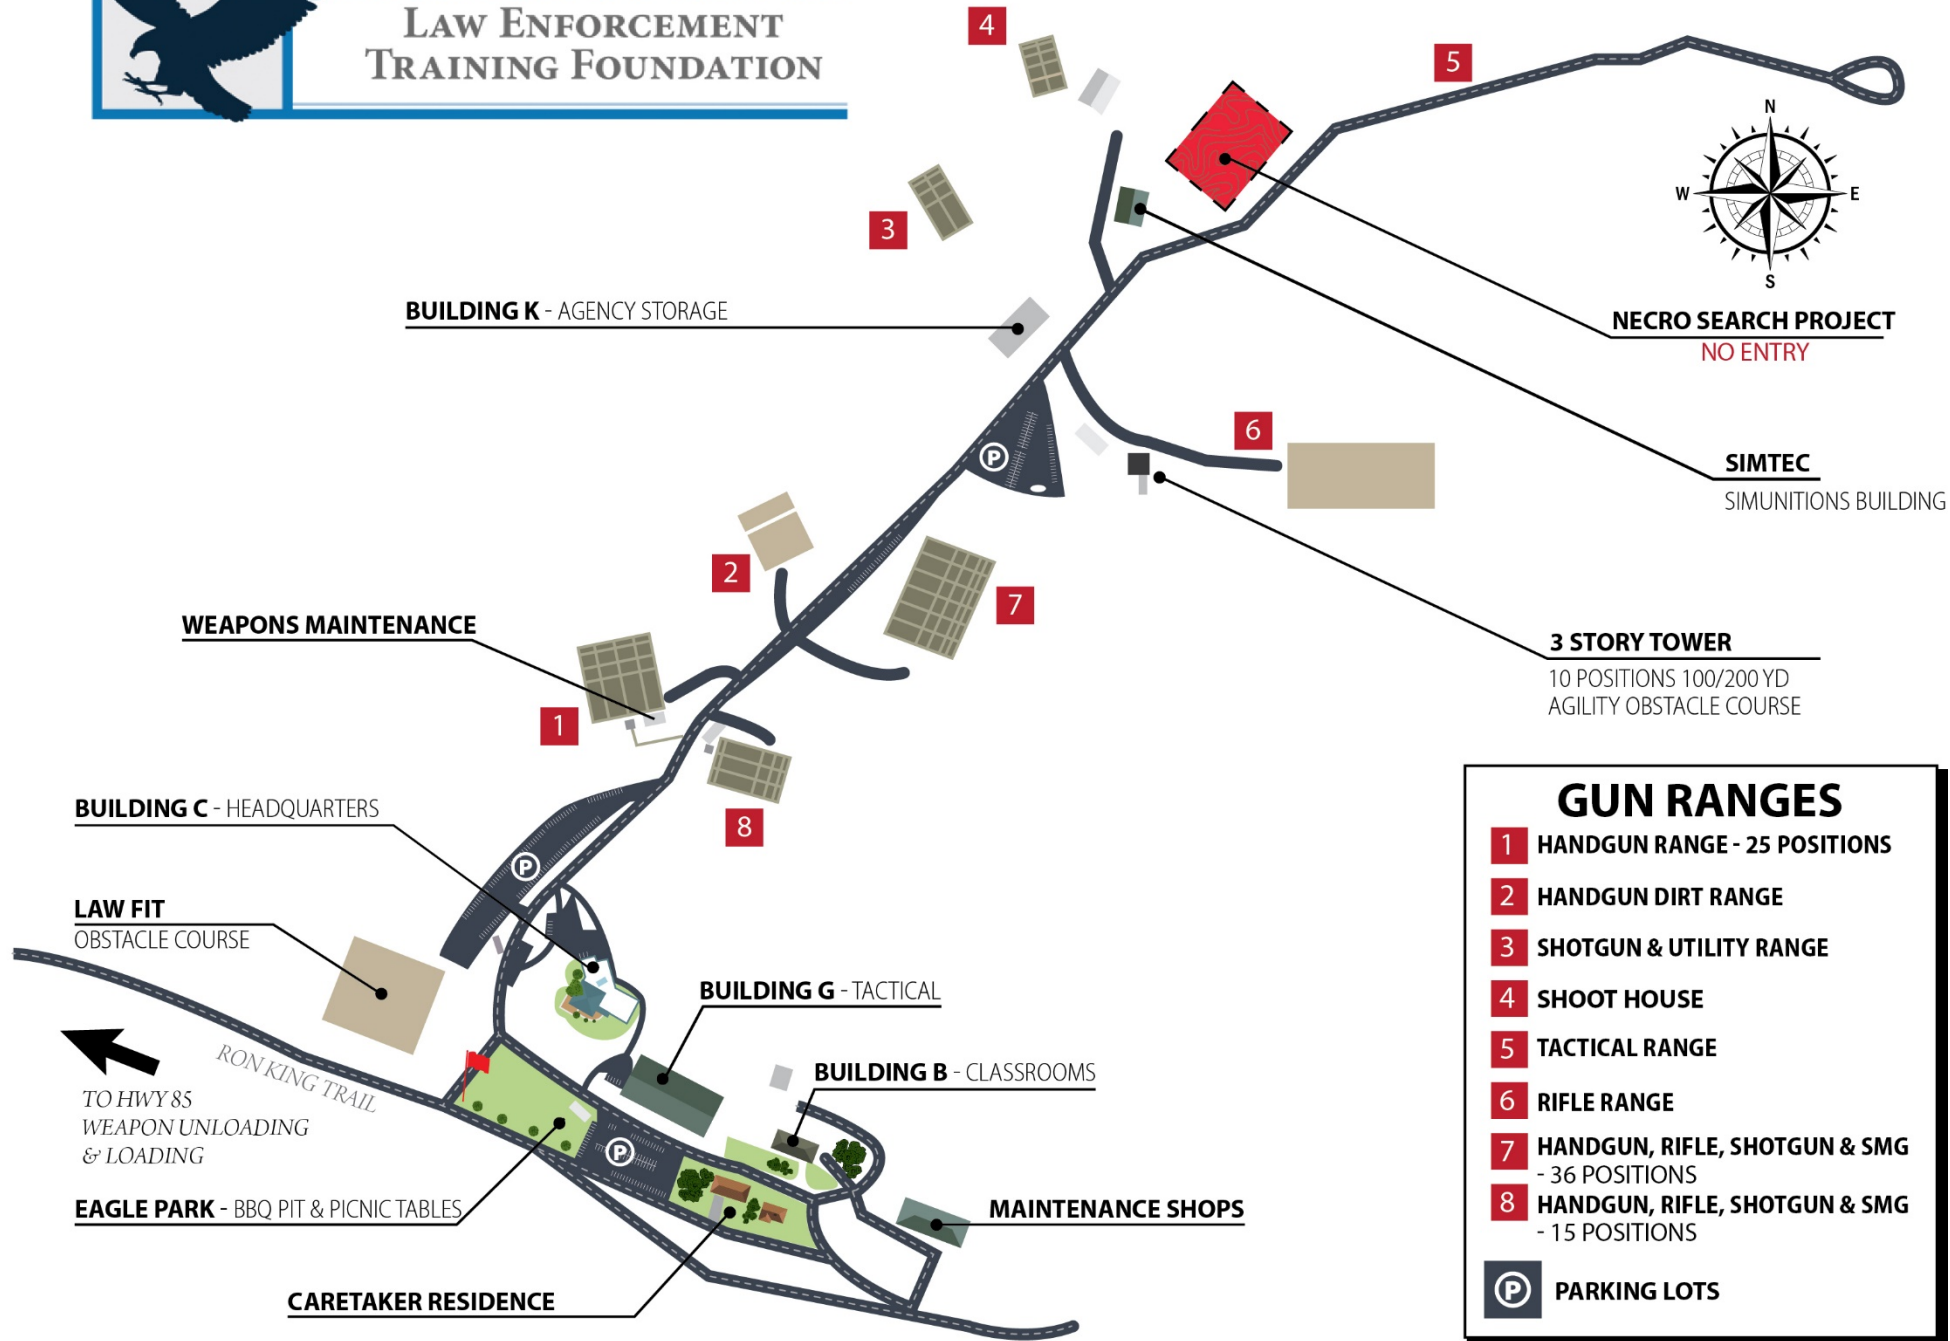 LAW ENFORCEMENT
TRAINING FOUNDATION
4
5
N
W
E
S
3
BUILDING K - AGENCY STORAGE
NECRO SEARCH PROJECT
NO ENTRY
6
P
SIMTEC
SIMUNITIONS BUILDING
2
7
WEAPONS MAINTENANCE
3 STORY TOWER
10 POSITIONS 100/200 YD
AGILITY OBSTACLE COURSE
1
BUILDING C - HEADQUARTERS
8
P
LAW FIT
OBSTACLE COURSE
BUILDING G - TACTICAL
RON KING TRAIL
BUILDING B - CLASSROOMS
TO HWY 85
WEAPON UNLOADING
& LOADING
P
EAGLE PARK - BBQ PIT & PICNIC TABLES
MAINTENANCE SHOPS
CARETAKER RESIDENCE
GUN RANGES
1 HANDGUN RANGE - 25 POSITIONS
2 HANDGUN DIRT RANGE
3 SHOTGUN & UTILITY RANGE
4 SHOOT HOUSE
5 TACTICAL RANGE
6 RIFLE RANGE
7 HANDGUN, RIFLE, SHOTGUN & SMG
- 36 POSITIONS
8 HANDGUN, RIFLE, SHOTGUN & SMG
- 15 POSITIONS
P PARKING LOTS